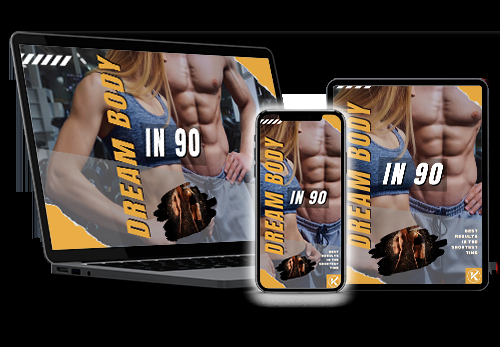 DREAM BODY
IN 90
DREAM BODY
IN 90
BEST
RESULTS
IN THE
SHORTEST
TIME
K
DREAM BODY
IN 90
BEST
RESULTS
IN THE
SHORTEST
TIME
K